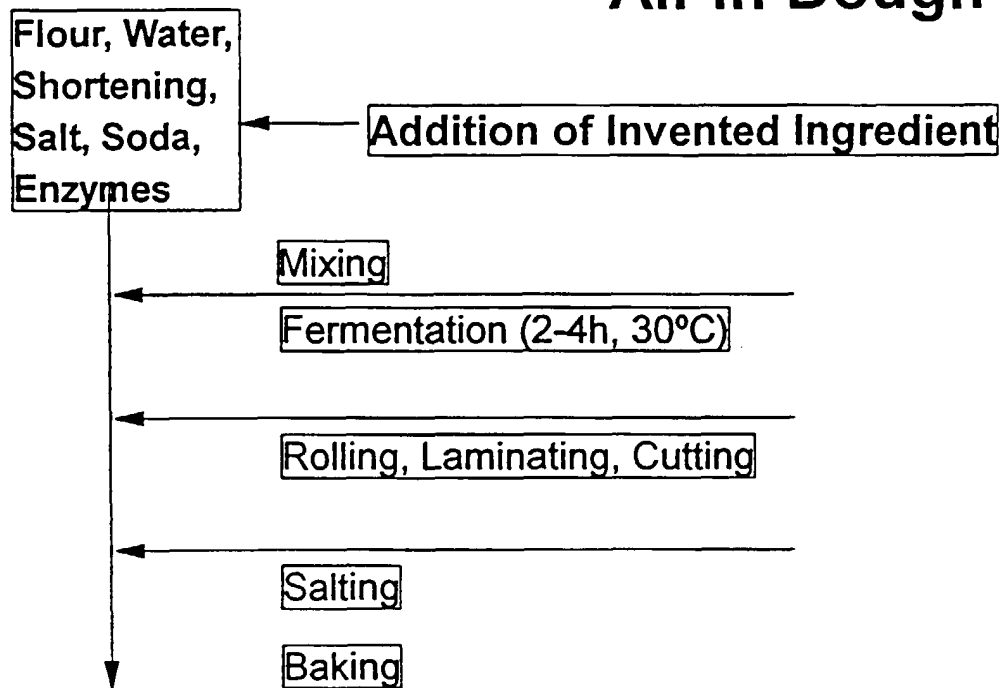 All in Dough
Flour, Water,
Shortening,
Salt, Soda,
Enzymes
Addition of Invented Ingredient
Mixing
Fermentation (2-4h, 30ºC)
Rolling, Laminating, Cutting
Salting
Baking